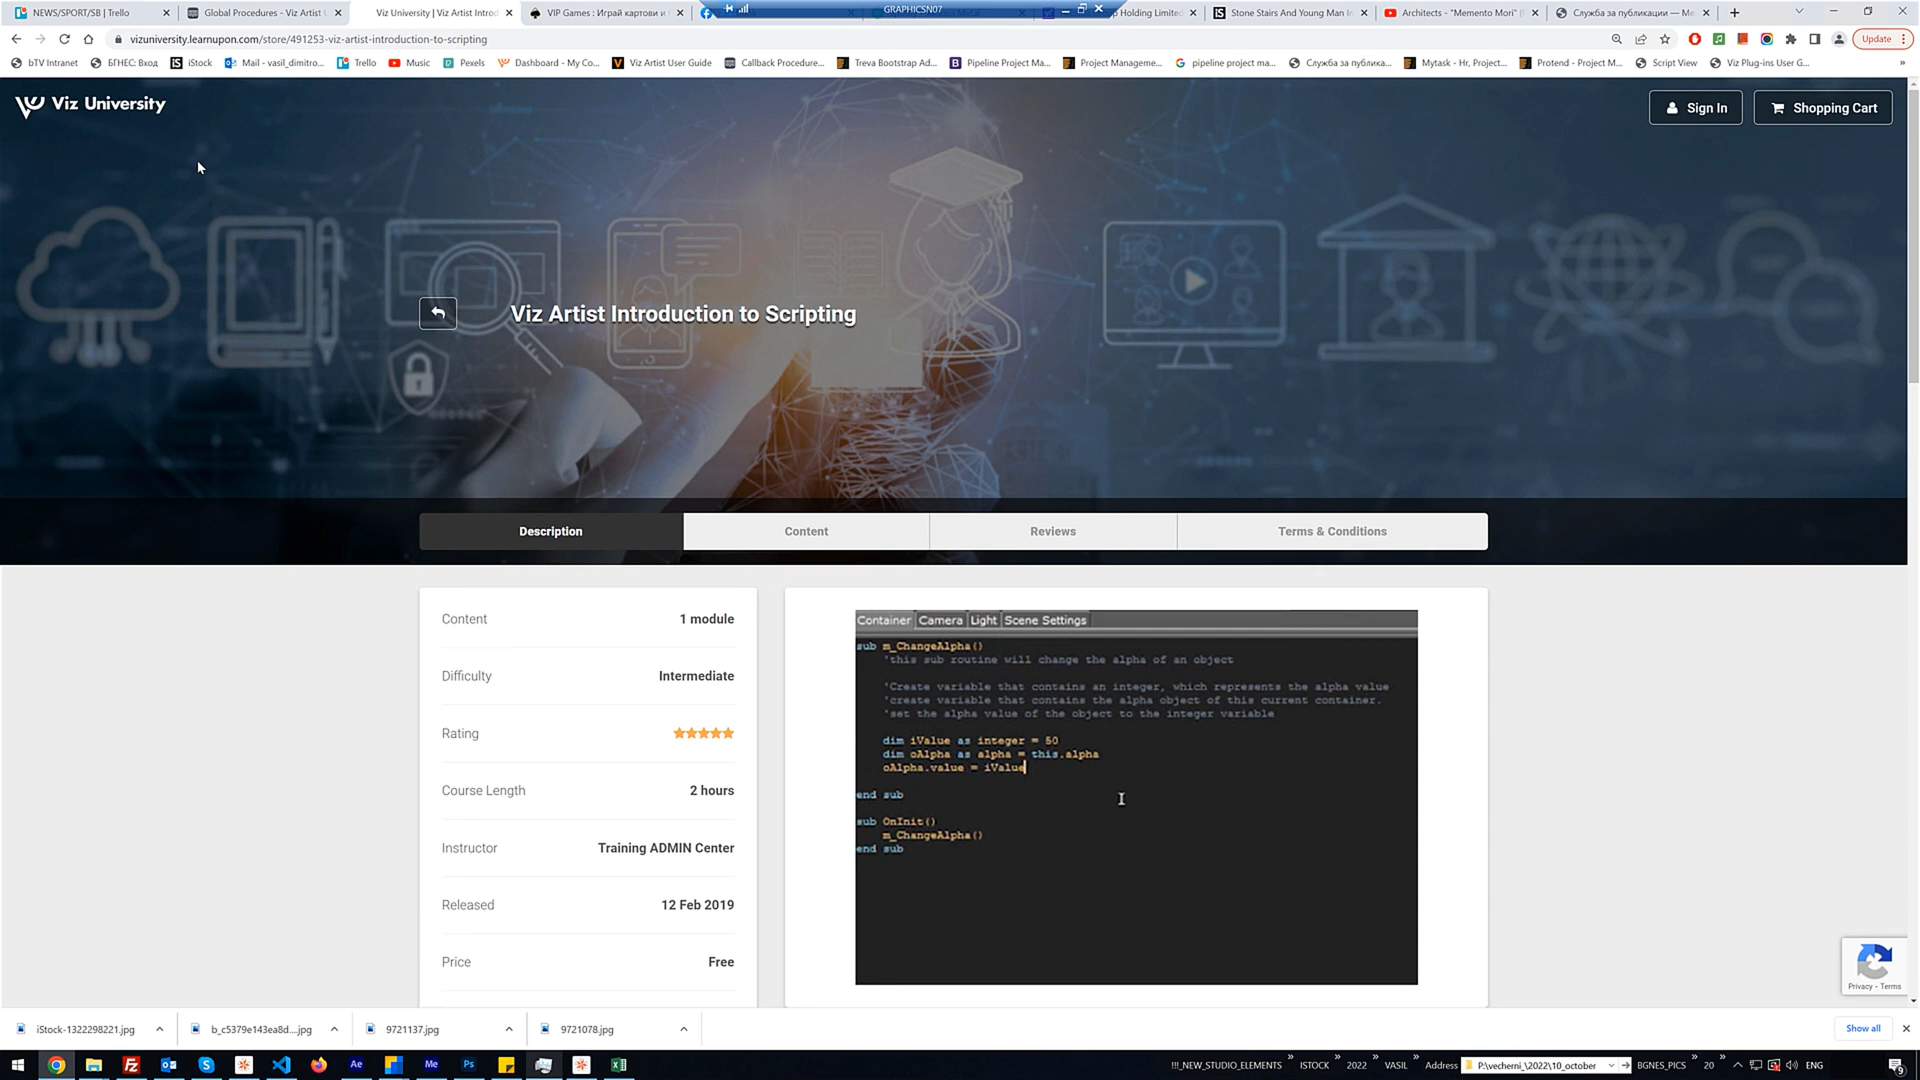 NEWS/SPORT/SB | Trello
Global Procedures - Viz Artist U
Viz University | Viz Artist Introd
VIP Games : Играй картови и
GRAPHICSN07
p Holding Limited
Stone Stairs And Young Man In
Architects - "Memento Mori" (
Служба за публикации — Me
vizuniversity.learnupon.com/store/491253-viz-artist-introduction-to-scripting
Update
bTV Intranet
БГНЕС: Вход
iStock
Mail - vasil_dimitro...
Trello
Music
Pexels
Dashboard - My Co...
Viz Artist User Guide
Callback Procedure...
Treva Bootstrap Ad...
Pipeline Project Ma...
Project Manageme...
pipeline project ma...
Служба за публика...
Mytask - Hr, Project...
Protend - Project M...
Script View
Viz Plug-ins User G...
Viz University
Sign In
Shopping Cart
Viz Artist Introduction to Scripting
Description
Content
Reviews
Terms & Conditions
Content 1 module
Difficulty Intermediate
Rating
Course Length 2 hours
Instructor Training ADMIN Center
Released 12 Feb 2019
Price Free
Container Camera Light Scene Settings
sub m_ChangeAlpha()
'this sub routine will change the alpha of an object
'Create variable that contains an integer, which represents the alpha value
'create variable that contains the alpha object of this current container.
'set the alpha value of the object to the integer variable
dim iValue as integer = 50
dim oAlpha as alpha = this.alpha
oAlpha.value = iValue
end sub
sub OnInit()
m_ChangeAlpha()
end sub
Privacy - Terms
iStock-1322298221.jpg
b_c5379e143ea8d....jpg
9721137.jpg
9721078.jpg
Show all
Ae
Me
Ps
!!!_NEW_STUDIO_ELEMENTS
ISTOCK
2022
VASIL
Address
P:\vecherni_\2022\10_october
BGNES_PICS
20
ENG
9